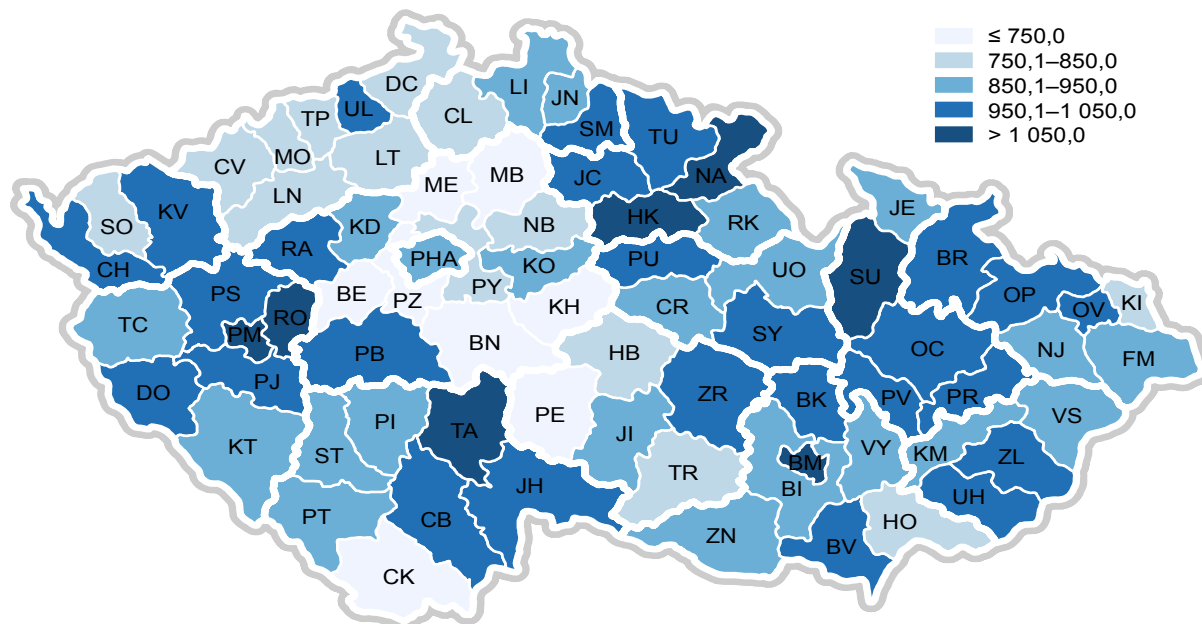 ≤ 750,0
750,1–850,0
850,1–950,0
950,1–1 050,0
> 1 050,0
DC
LI
JN
UL
CL
TP
SM
TU
MO
LT
CV
MB
ME
JC
NA
LN
KV
SO
HK
JE
NB
KD
RK
RA
PHA
KO
PU
BR
CH
UO
SU
PY
PS
BE
PZ
OP
KI
KH
CR
OV
TC
RO
PM
SY
BN
HB
PB
OC
NJ
FM
PJ
DO
ZR
BK
PV
PR
PE
VS
PI
TA
JI
KT
ST
VY
KM
ZL
BM
TR
JH
BI
UH
PT
CB
HO
ZN
BV
CK